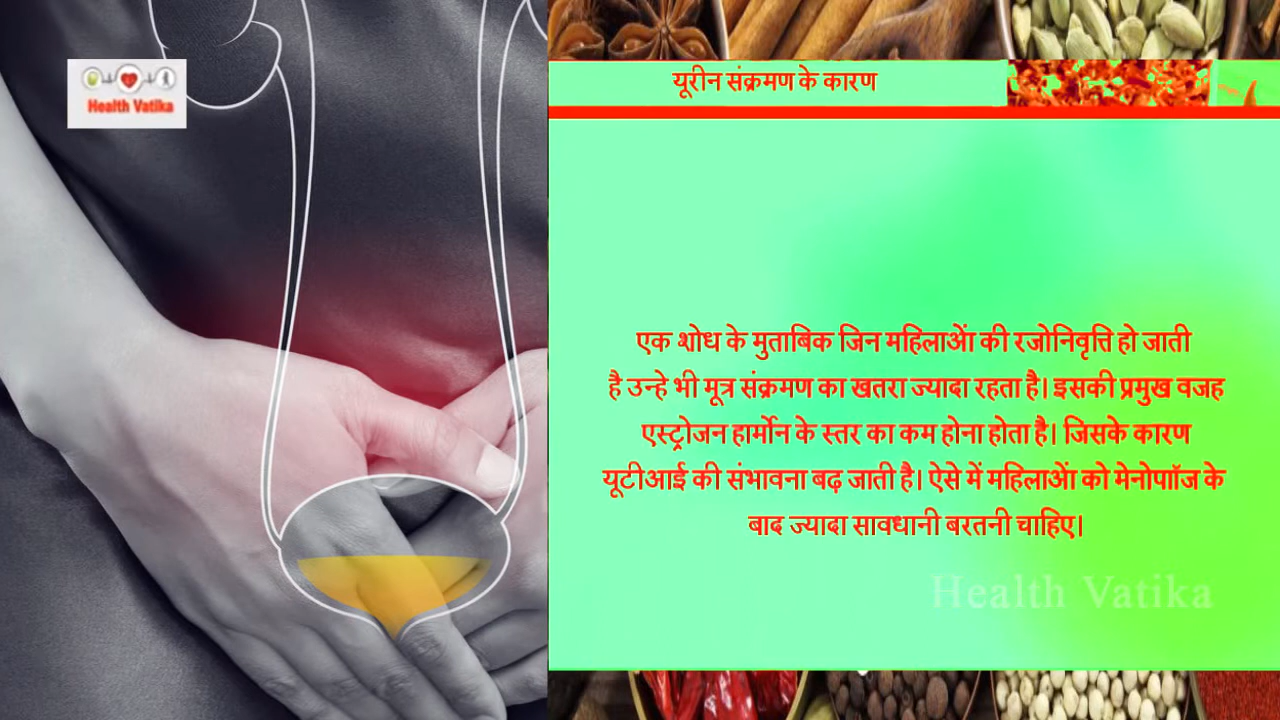 Health Vatika
यूरीन संक्रमण के कारण
एक शोध के मुताबिक जिन महिलाओं की रजोनिवृत्ति हो जाती
है उन्हे भी मूत्र संक्रमण का खतरा ज्यादा रहता है। इसकी प्रमुख वजह
एस्ट्रोजन हार्मोन के स्तर का कम होना होता है। जिसके कारण
यूटीआई की संभावना बढ़ जाती है। ऐसे में महिलाओं को मेनोपाॅज के
बाद ज्यादा सावधानी बरतनी चाहिए।
Health Vatika